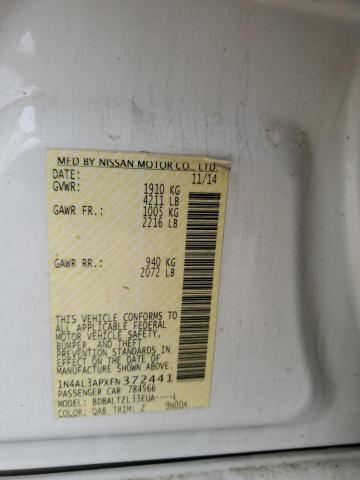 MFD BY NISSAN MOTOR CO., LTD.
DATE: 11/14
GVWR: 1910 KG
4211 LB
GAWR FR.: 1005 KG
2216 LB
GAWR RR.: 940 KG
2072 LB
THIS VEHICLE CONFORMS TO
ALL APPLICABLE FEDERAL
MOTOR VEHICLE SAFETY,
BUMPER, AND THEFT
PREVENTION STANDARDS IN
EFFECT ON THE DATE OF
MANUFACTURE SHOWN ABOVE.
1N4AL3APXFN 372441
PASSENGER CAR 784566
MODEL: BDBALTZL33EUA----L
COLOR: QAB TRIM: Z